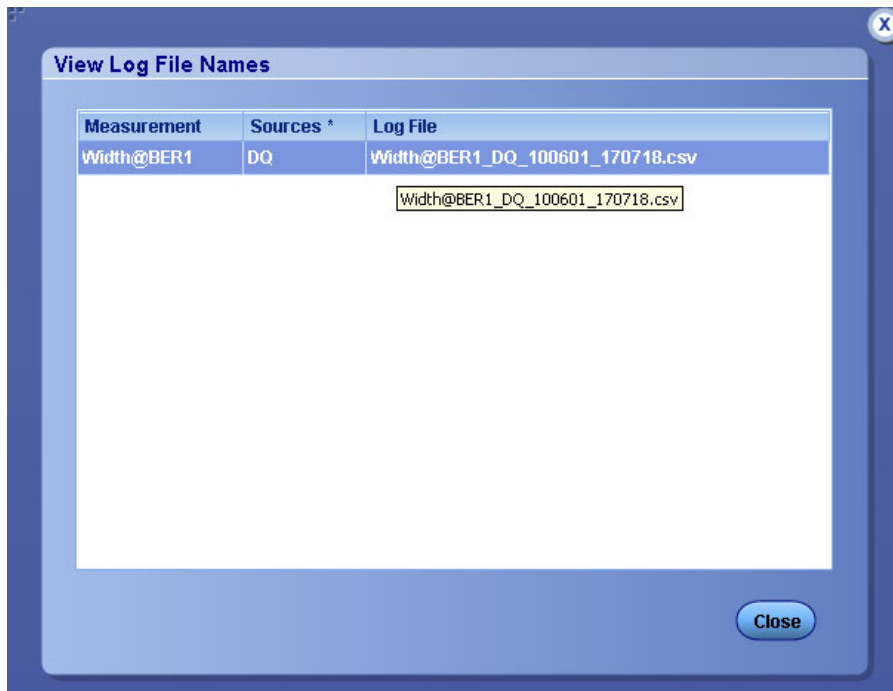 X
View Log File Names
Measurement Sources * Log File
Width@BER1 DQ Width@BER1_DQ_100601_170718.csv
Width@BER1_DQ_100601_170718.csv
Close